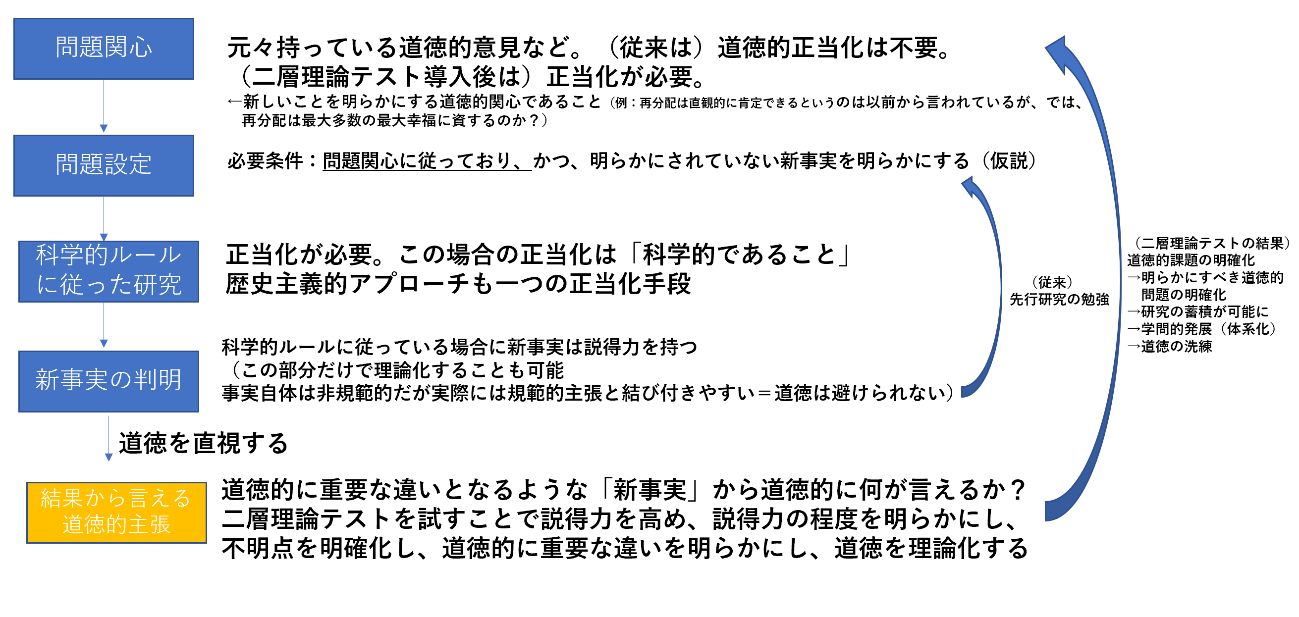 問題関心
元々持っている道徳的意見など。（従来は）道徳的正当化は不要。
（二層理論テスト導入後は）正当化が必要。
←新しいことを明らかにする道徳的関心であること（例：再分配は直観的に肯定できるというのは以前から言われているが、では、
再分配は最大多数の最大幸福に資するのか？）
問題設定
必要条件：問題関心に従っており、かつ、明らかにされていない新事実を明らかにする（仮説）
科学的ルール
に従った研究
正当化が必要。この場合の正当化は「科学的であること」
歴史主義的アプローチも一つの正当化手段
（従来）
先行研究の勉強
（二層理論テストの結果）
道徳的課題の明確化
→明らかにすべき道徳的
問題の明確化
→研究の蓄積が可能に
→学問的発展（体系化）
→道徳の洗練
新事実の判明
科学的ルールに従っている場合に新事実は説得力を持つ
（この部分だけで理論化することも可能
事実自体は非規範的だが実際には規範的主張と結び付きやすい＝道徳は避けられない）
道徳を直視する
結果から言える
道徳的主張
道徳的に重要な違いとなるような「新事実」から道徳的に何が言えるか？
二層理論テストを試すことで説得力を高め、説得力の程度を明らかにし、
不明点を明確化し、道徳的に重要な違いを明らかにし、道徳を理論化する